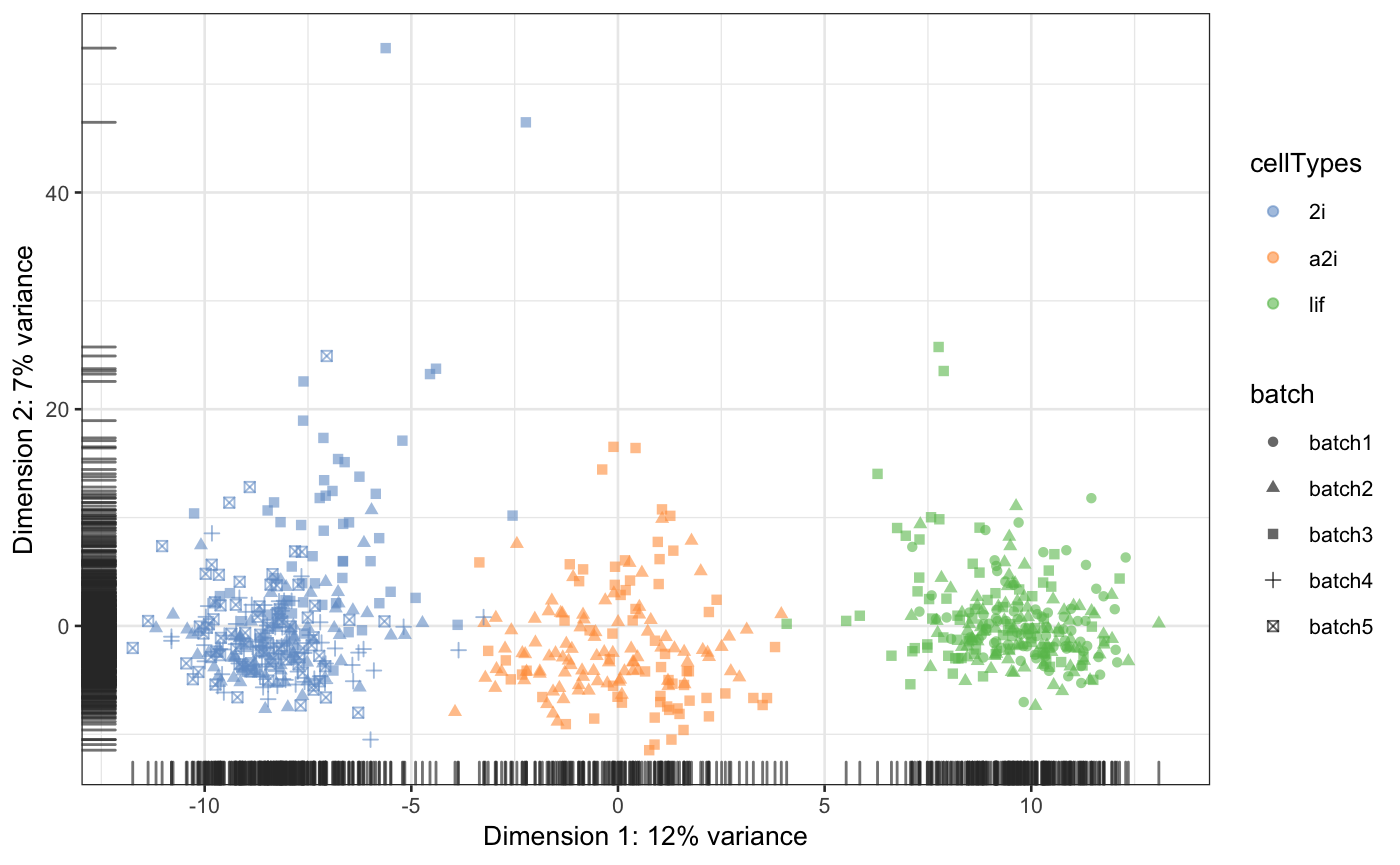 Dimension 2: 7% variance
40
20
0
-10
-5
0
5
10
Dimension 1: 12% variance
cellTypes
2i
a2i
lif
batch
batch1
batch2
batch3
batch4
batch5